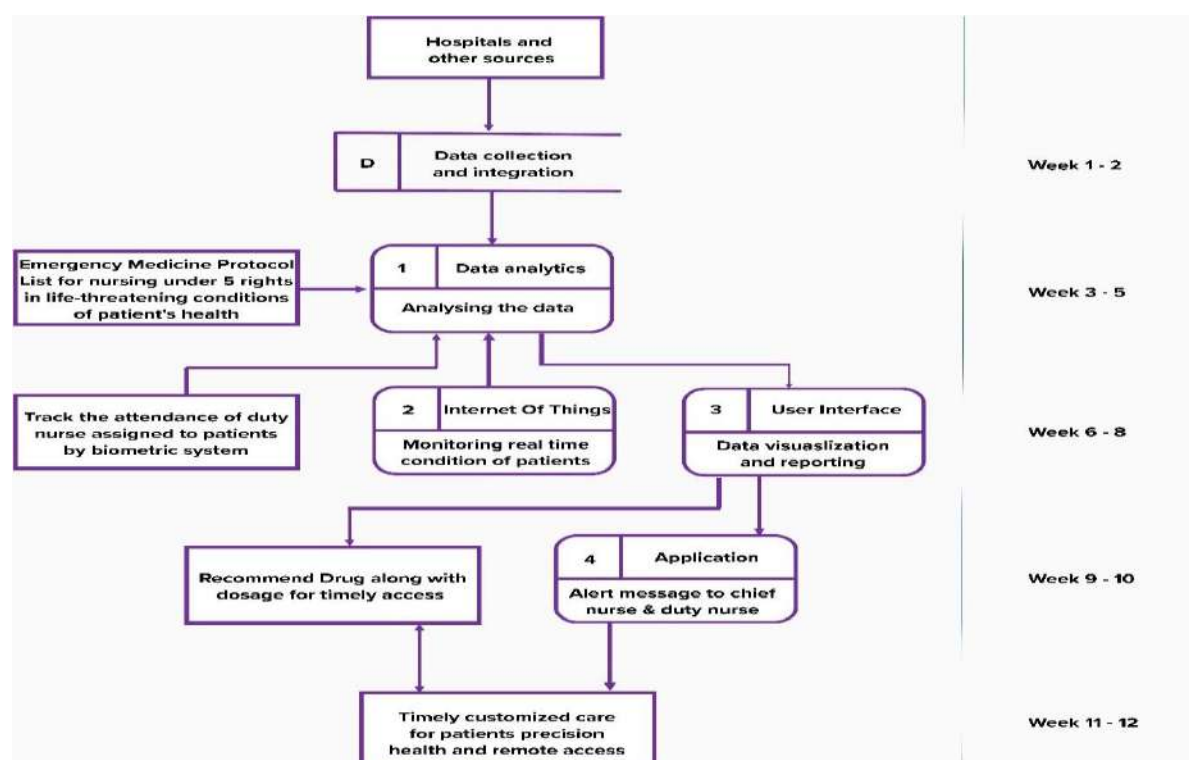 Hospitals and
other sources
D
Data collection
and integration
Week 1 - 2
Emergency Medicine Protocol
List for nursing under 5 rights
in life-threatening conditions
of patient's health
1
Data analytics
Analysing the data
Week 3 - 5
Track the attendance of duty
nurse assigned to patients
by biometric system
2
Internet Of Things
Monitoring real time
condition of patients
3
User Interface
Data visuaslization
and reporting
Week 6 - 8
Recommend Drug along with
dosage for timely access
4
Application
Alert message to chief
nurse & duty nurse
Week 9 - 10
Timely customized care
for patients precision
health and remote access
Week 11 - 12